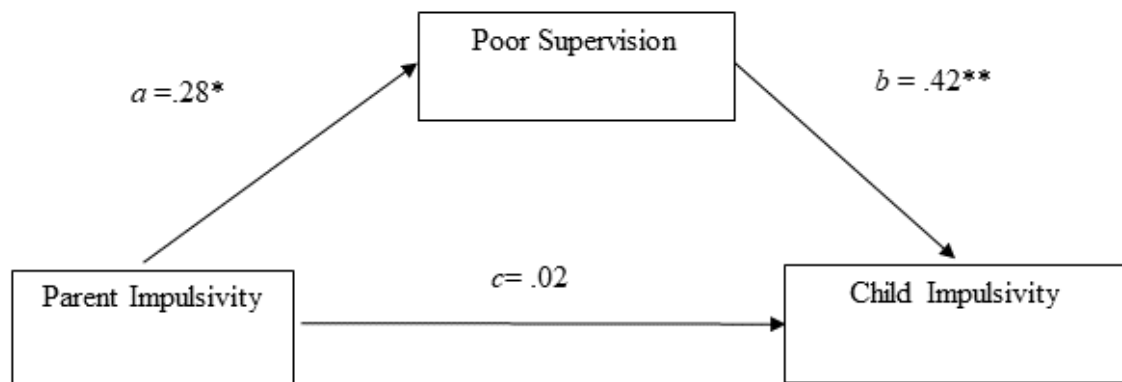 Poor Supervision
a =.28*
b = .42**
Parent Impulsivity
c= .02
Child Impulsivity